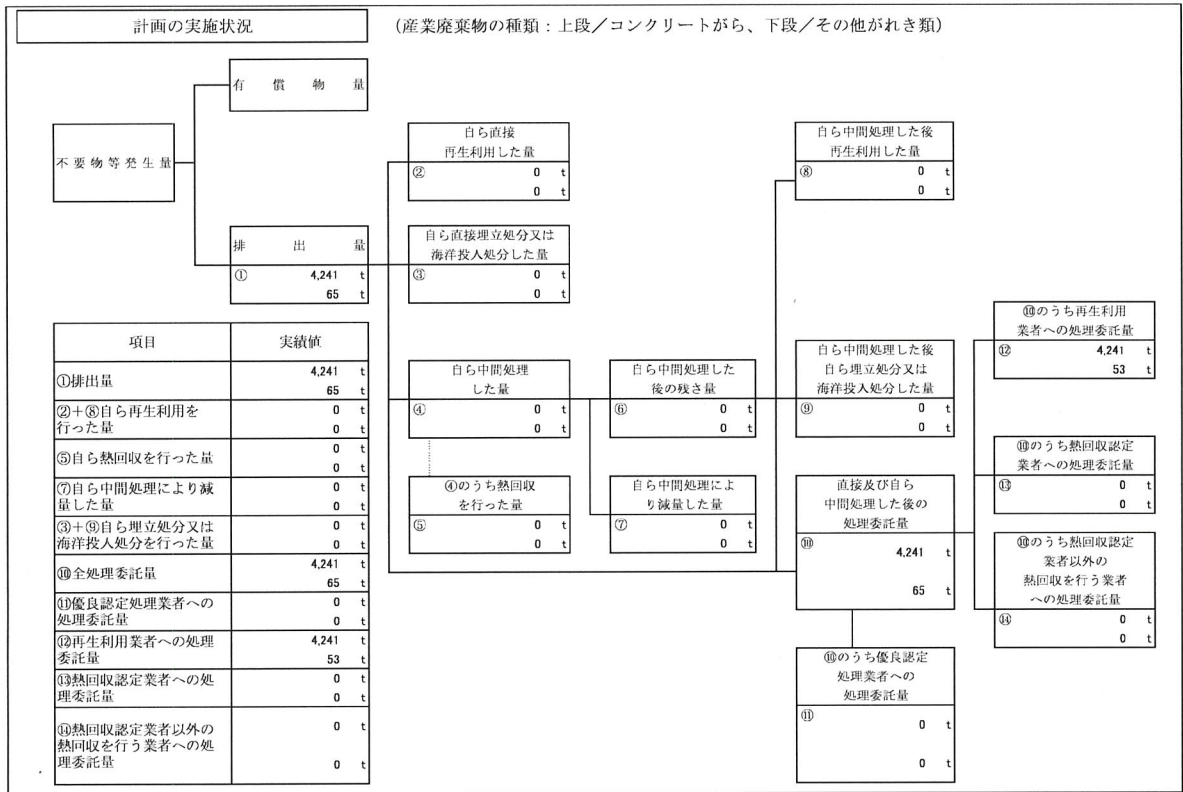 計画の実施状況
(産業廃棄物の種類：上段／コンクリートがら、下段／その他がれき類)
有償物量
不要物等発生量
排出量
① 4,241 t
65 t
自ら直接
再生利用した量
② 0 t
0 t
自ら直接埋立処分又は
海洋投入処分した量
③ 0 t
0 t
自ら中間処理した後
再生利用した量
⑧ 0 t
0 t
自ら中間処理
した量
④ 0 t
0 t
④のうち熱回収
を行った量
⑤ 0 t
0 t
自ら中間処理した
後の残さ量
⑥ 0 t
0 t
自ら中間処理によ
り減量した量
⑦ 0 t
0 t
自ら中間処理した後
自ら埋立処分又は
海洋投入処分した量
⑨ 0 t
0 t
直接及び自ら
中間処理した後の
処理委託量
⑩
4,241 t
65 t
⑩のうち優良認定
処理業者への
処理委託量
⑪
0 t
0 t
⑩のうち再生利用
業者への処理委託量
⑫ 4,241 t
53 t
⑩のうち熱回収認定
業者への処理委託量
⑬ 0 t
0 t
⑩のうち熱回収認定
業者以外の
熱回収を行う業者
への処理委託量
⑭ 0 t
0 t
項目 実績値
①排出量
4,241 t
65 t
②＋⑧自ら再生利用を
行った量
0 t
0 t
⑤自ら熱回収を行った量
0 t
0 t
⑦自ら中間処理により減
量した量
0 t
0 t
③＋⑨自ら埋立処分又は
海洋投入処分を行った量
0 t
0 t
⑩全処理委託量
4,241 t
65 t
⑪優良認定処理業者への
処理委託量
0 t
0 t
⑫再生利用業者への処理
委託量
4,241 t
53 t
⑬熱回収認定業者への処
理委託量
0 t
0 t
⑭熱回収認定業者以外の
熱回収を行う業者への処
理委託量
0 t
0 t